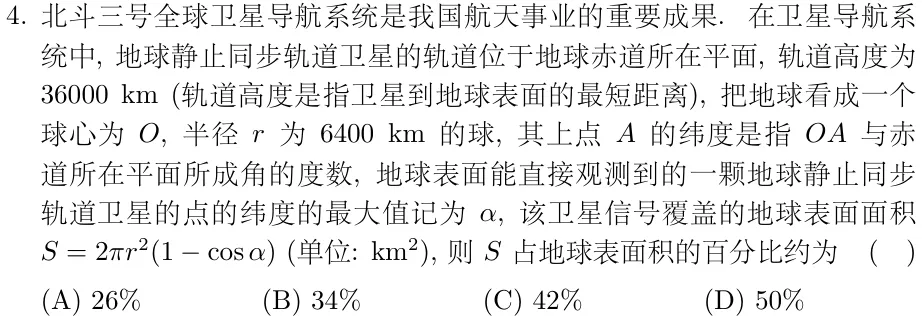 4. 北斗三号全球卫星导航系统是我国航天事业的重要成果. 在卫星导航系
统中, 地球静止同步轨道卫星的轨道位于地球赤道所在平面, 轨道高度为
36000 km (轨道高度是指卫星到地球表面的最短距离), 把地球看成一个
球心为 O, 半径 r 为 6400 km 的球, 其上点 A 的纬度是指 OA 与赤
道所在平面所成角的度数, 地球表面能直接观测到的一颗地球静止同步
轨道卫星的点的纬度的最大值记为 α, 该卫星信号覆盖的地球表面面积
S = 2πr²(1 − cos α) (单位: km²), 则 S 占地球表面积的百分比约为 ( )
(A) 26% (B) 34% (C) 42% (D) 50%